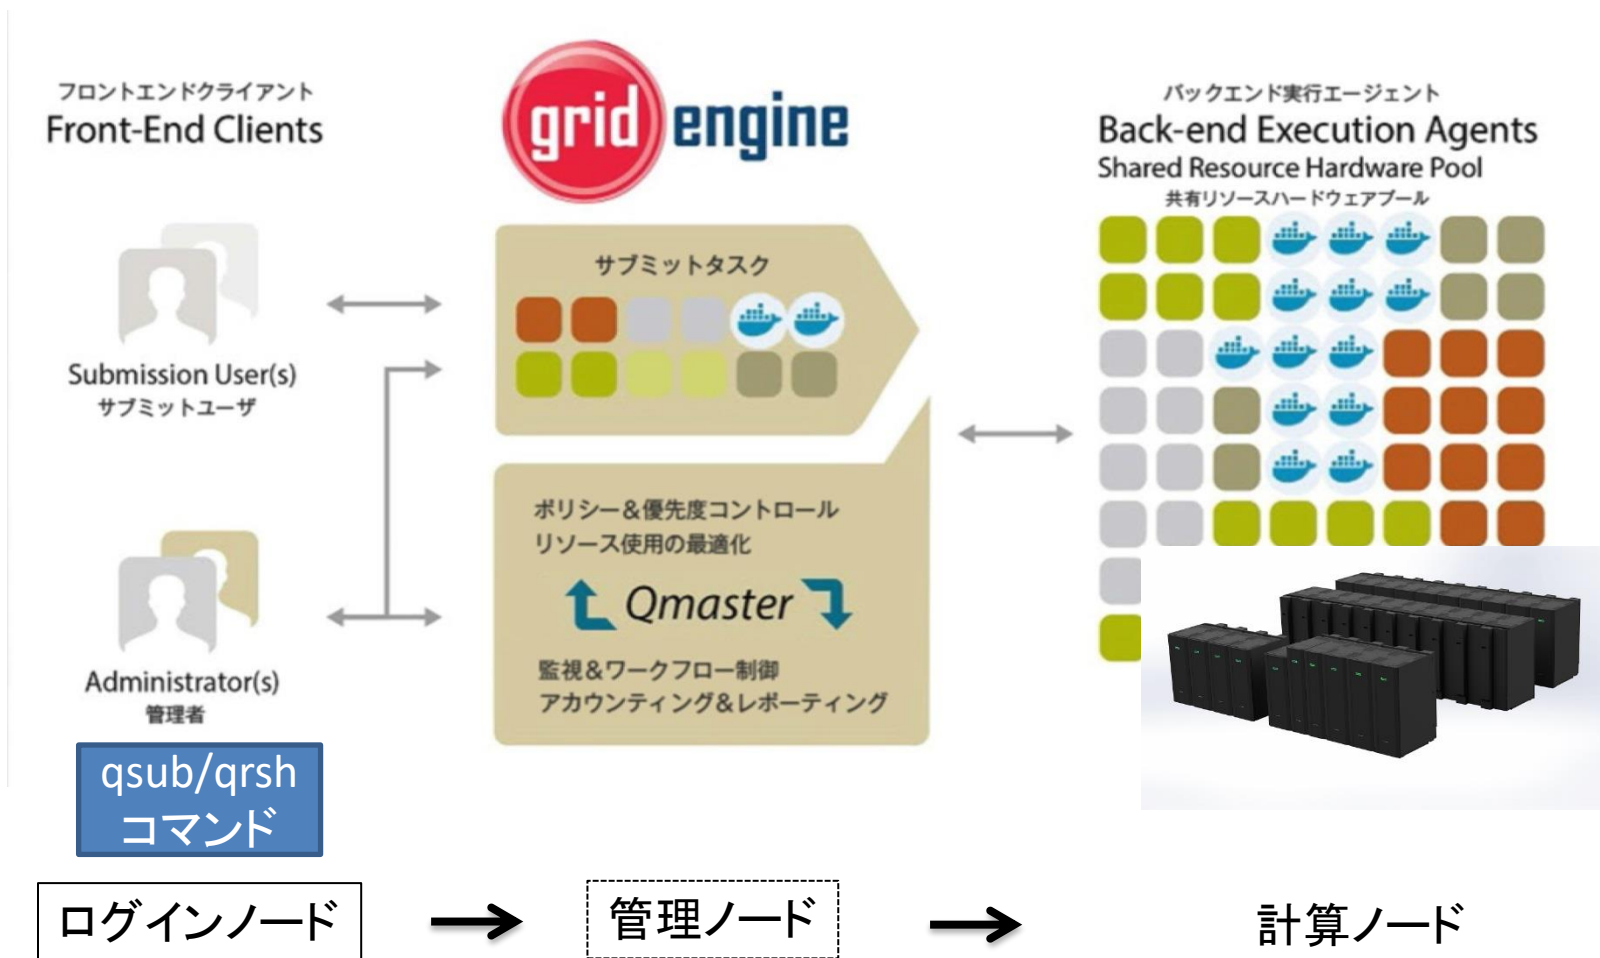 フロントエンドクライアント
Front-End Clients
grid engine
バックエンド実行エージェント
Back-end Execution Agents
Shared Resource Hardware Pool
共有リソースハードウェアプール
サブミットタスク
Submission User(s)
サブミットユーザ
ポリシー&優先度コントロール
リソース使用の最適化
Qmaster
監視&ワークフロー制御
アカウンティング&レポーティング
Administrator(s)
管理者
qsub/qrsh
コマンド
ログインノード
管理ノード
計算ノード